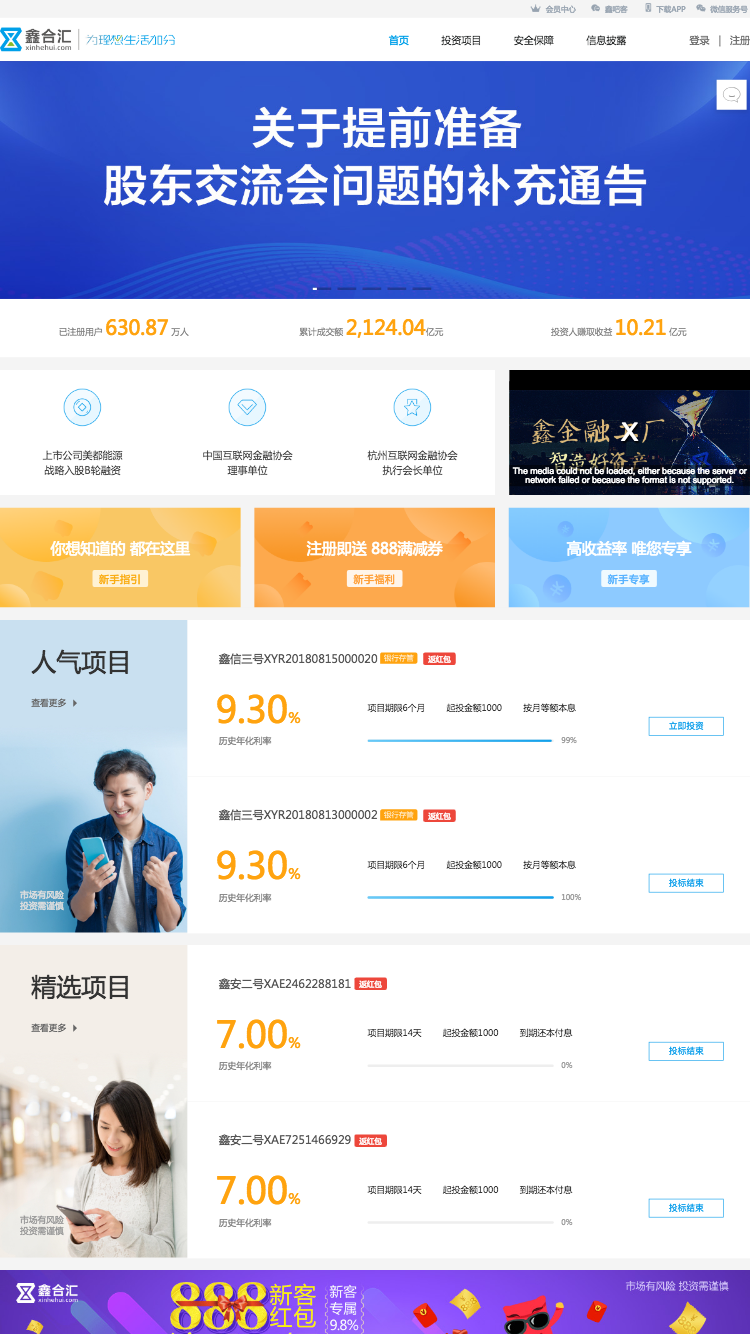 会员中心 鑫吧客 下载APP 微信服务号
鑫合汇
xinhehui.com
为理想生活加分
首页 投资项目 安全保障 信息披露 登录 | 注册
关于提前准备
股东交流会问题的补充通告
已注册用户 630.87 万人
累计成交额 2,124.04亿元
投资人赚取收益 10.21 亿元
上市公司美都能源
战略入股B轮融资
中国互联网金融协会
理事单位
杭州互联网金融协会
执行会长单位
鑫金融 工厂
智造好资产
The media could not be loaded, either because the server or
network failed or because the format is not supported.
你想知道的 都在这里
新手指引
注册即送 888满减券
新手福利
高收益率 唯您专享
新手专享
人气项目
查看更多
市场有风险
投资需谨慎
鑫信三号XYR20180815000020 银行存管 返红包
9.30%
历史年化利率
项目期限6个月 起投金额1000 按月等额本息
99%
立即投资
鑫信三号XYR20180813000002 银行存管 返红包
9.30%
历史年化利率
项目期限6个月 起投金额1000 按月等额本息
100%
投标结束
精选项目
查看更多
市场有风险
投资需谨慎
鑫安二号XAE2462288181 返红包
7.00%
历史年化利率
项目期限14天 起投金额1000 到期还本付息
0%
投标结束
鑫安二号XAE7251466929 返红包
7.00%
历史年化利率
项目期限14天 起投金额1000 到期还本付息
0%
投标结束
鑫合汇
xinhehui.com
888
新客
红包
新客
专属
9.8%
市场有风险 投资需谨慎